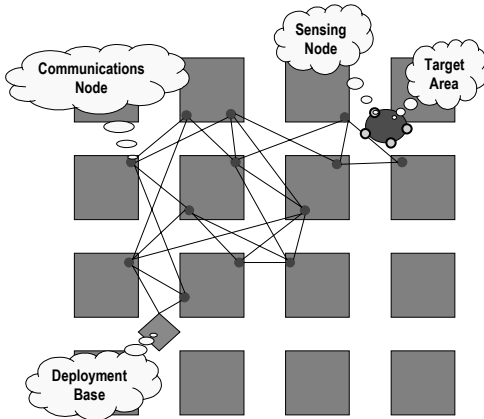 Sensing
Node
Communications
Node
Target
Area
Deployment
Base